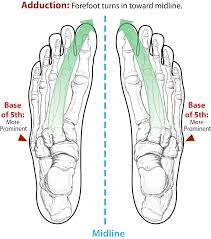 Adduction: Forefoot turns in toward midline.
Base
of 5th:
More
Prominent
Base
of 5th:
More
Prominent
Midline